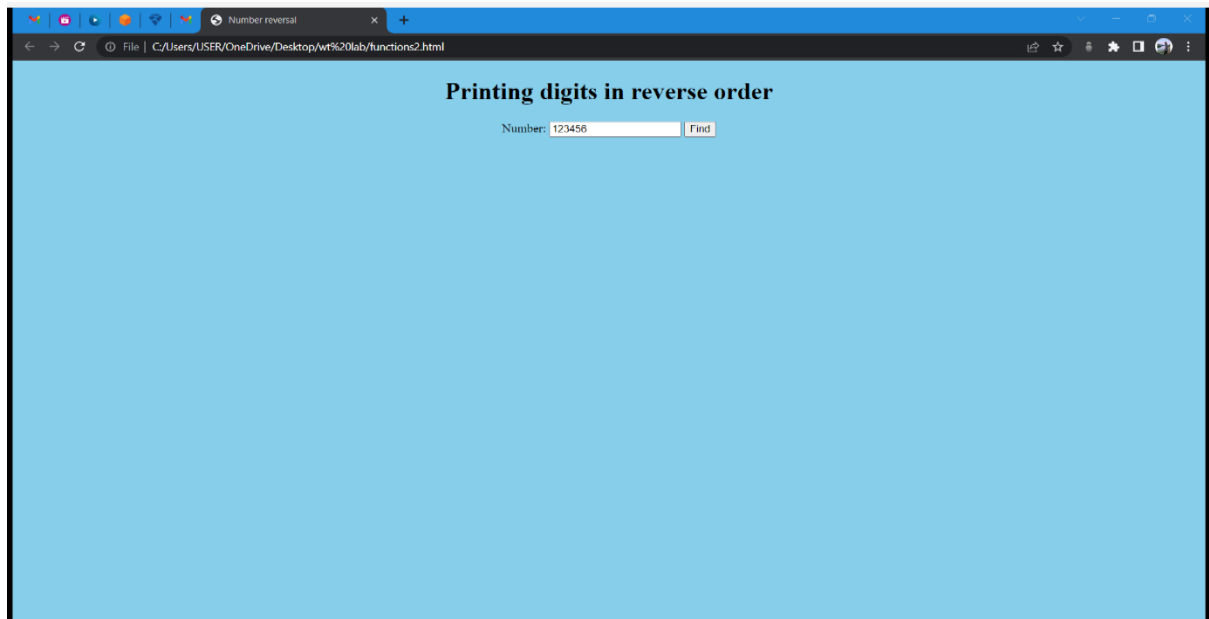 Number reversal
File | C:/Users/USER/OneDrive/Desktop/wt%20lab/functions2.html
Printing digits in reverse order
Number: 123456 Find